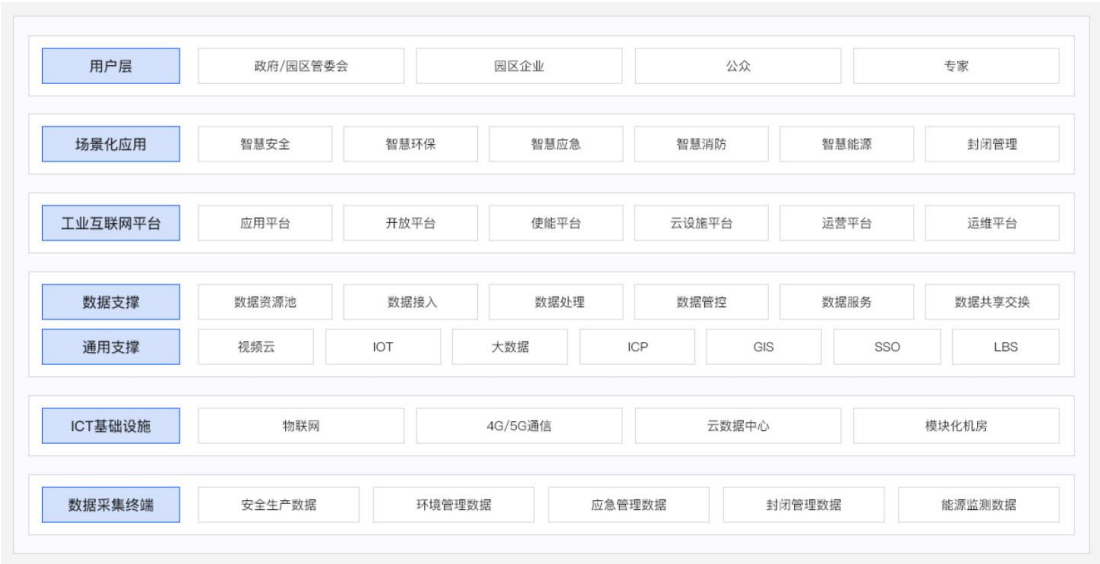 用户层 政府/园区管委会 园区企业 公众 专家
场景化应用 智慧安全 智慧环保 智慧应急 智慧消防 智慧能源 封闭管理
工业互联网平台 应用平台 开放平台 使能平台 云设施平台 运营平台 运维平台
数据支撑 数据资源池 数据接入 数据处理 数据管控 数据服务 数据共享交换
通用支撑 视频云 IOT 大数据 ICP GIS SSO LBS
ICT基础设施 物联网 4G/5G通信 云数据中心 模块化机房
数据采集终端 安全生产数据 环境管理数据 应急管理数据 封闭管理数据 能源监测数据